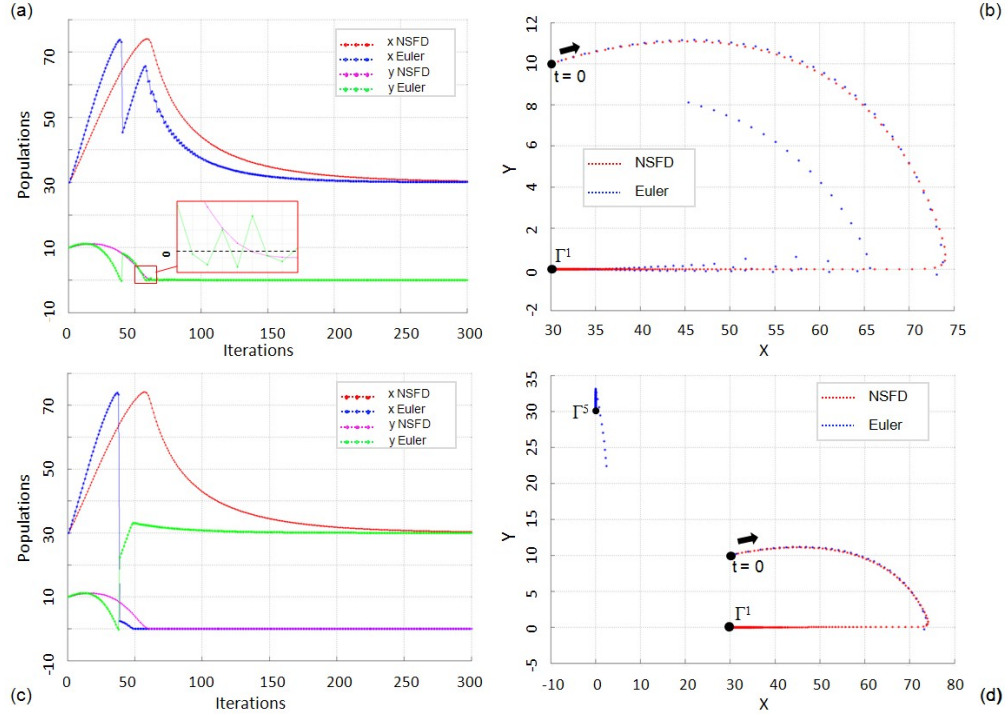 (a)
70
50
30
10
-10
Populations
x NSFD
x Euler
y NSFD
y Euler
0
0 50 100 150 200 250 300
Iterations
(b)
12
10
8
6
4
2
0
-2
Y
t = 0
NSFD
Euler
Γ¹
30 35 40 45 50 55 60 65 70 75
X
70
50
30
10
-10
Populations
x NSFD
x Euler
y NSFD
y Euler
0 50 100 150 200 250 300
Iterations
(c)
35
30
25
20
15
10
5
0
-5
Y
Γ⁵
NSFD
Euler
t = 0
Γ¹
-10 0 10 20 30 40 50 60 70 80
X
(d)